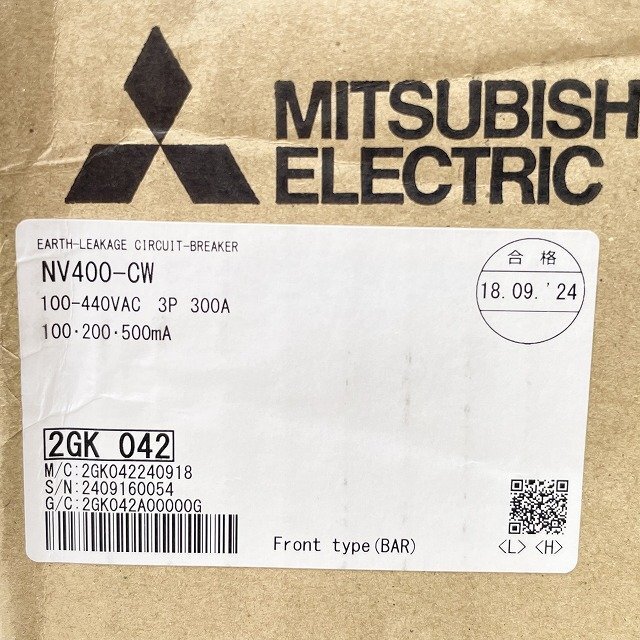 MITSUBISH
ELECTRIC
EARTH-LEAKAGE CIRCUIT-BREAKER
NV400-CW
100-440VAC 3P 300A
100·200·500mA
合格
18.09.'24
2GK 042
M/C:2GK042240918
S/N:2409160054
G/C:2GK042A00000G
Front type(BAR)
<L> <H>